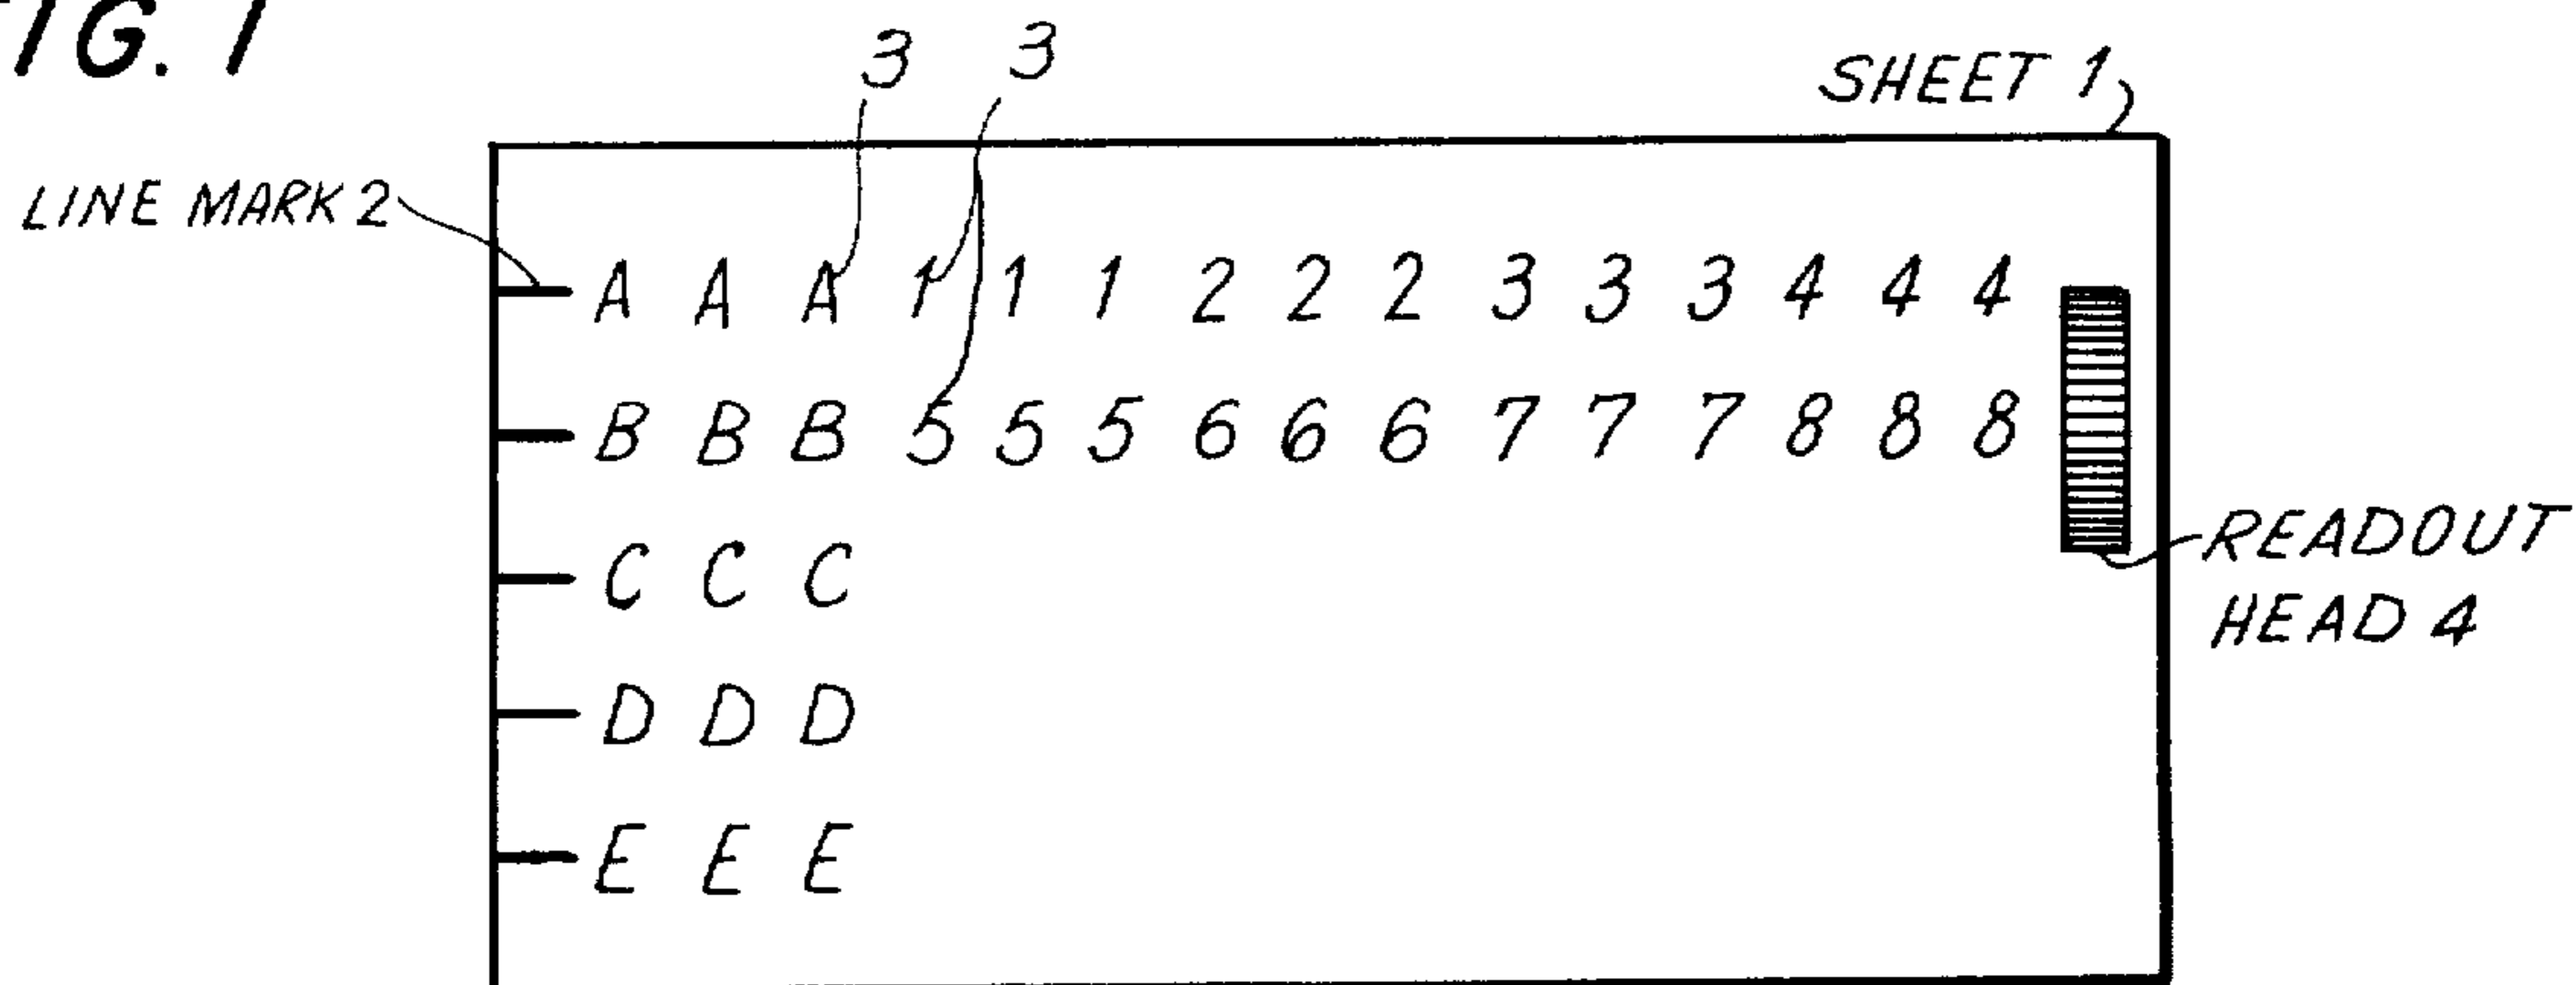 FIG. 1
3 3
SHEET 1
LINE MARK 2
A A A 1 1 1 2 2 2 3 3 3 4 4 4
B B B 5 5 5 6 6 6 7 7 7 8 8 8
C C C
READOUT
HEAD 4
D D D
E E E